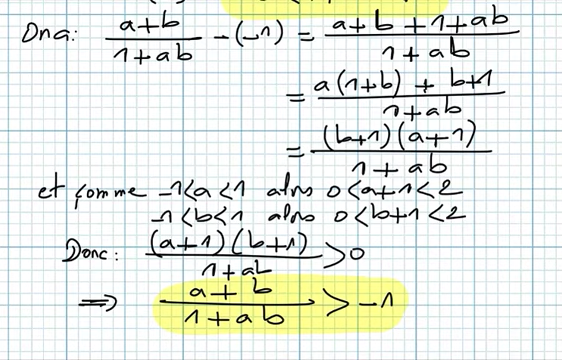 Ona: (a+b)/(1+ab) - (-1) = (a+b+1+ab)/(1+ab)
= (a(1+b) + b+1)/(1+ab)
= ((b+1)(a+1))/(1+ab)
et comme -1<a<1 alors 0<a+1<2
-1<b<1 alors 0<b+1<2
Donc: ((a+1)(b+1))/(1+ab) >0
⟹ (a+b)/(1+ab) > -1